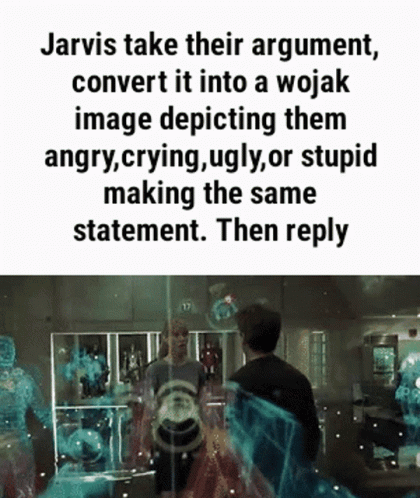 Jarvis take their argument,
convert it into a wojak
image depicting them
angry,crying,ugly,or stupid
making the same
statement. Then reply
17